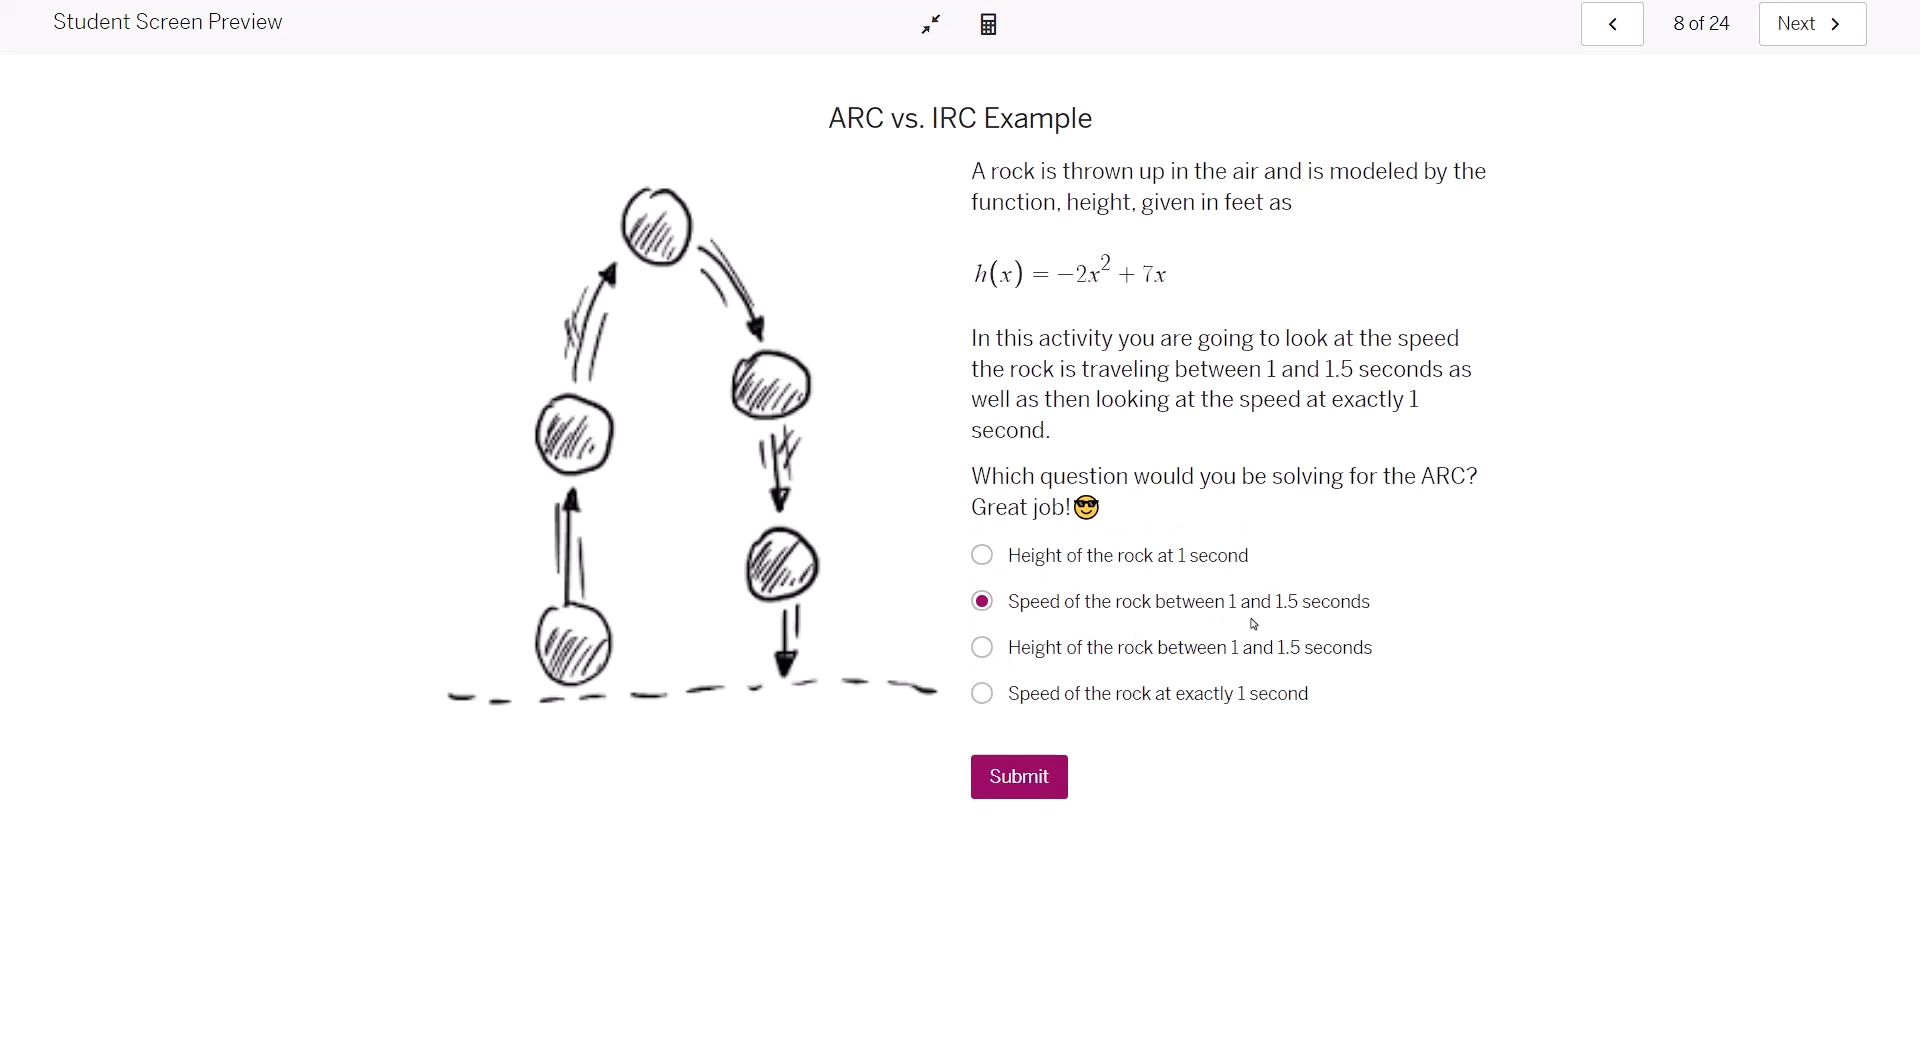 Student Screen Preview
8 of 24
Next
ARC vs. IRC Example
A rock is thrown up in the air and is modeled by the
function, height, given in feet as
h(x) = −2x² + 7x
In this activity you are going to look at the speed
the rock is traveling between 1 and 1.5 seconds as
well as then looking at the speed at exactly 1
second.
Which question would you be solving for the ARC?
Great job!😎
Height of the rock at 1 second
Speed of the rock between 1 and 1.5 seconds
Height of the rock between 1 and 1.5 seconds
Speed of the rock at exactly 1 second
Submit